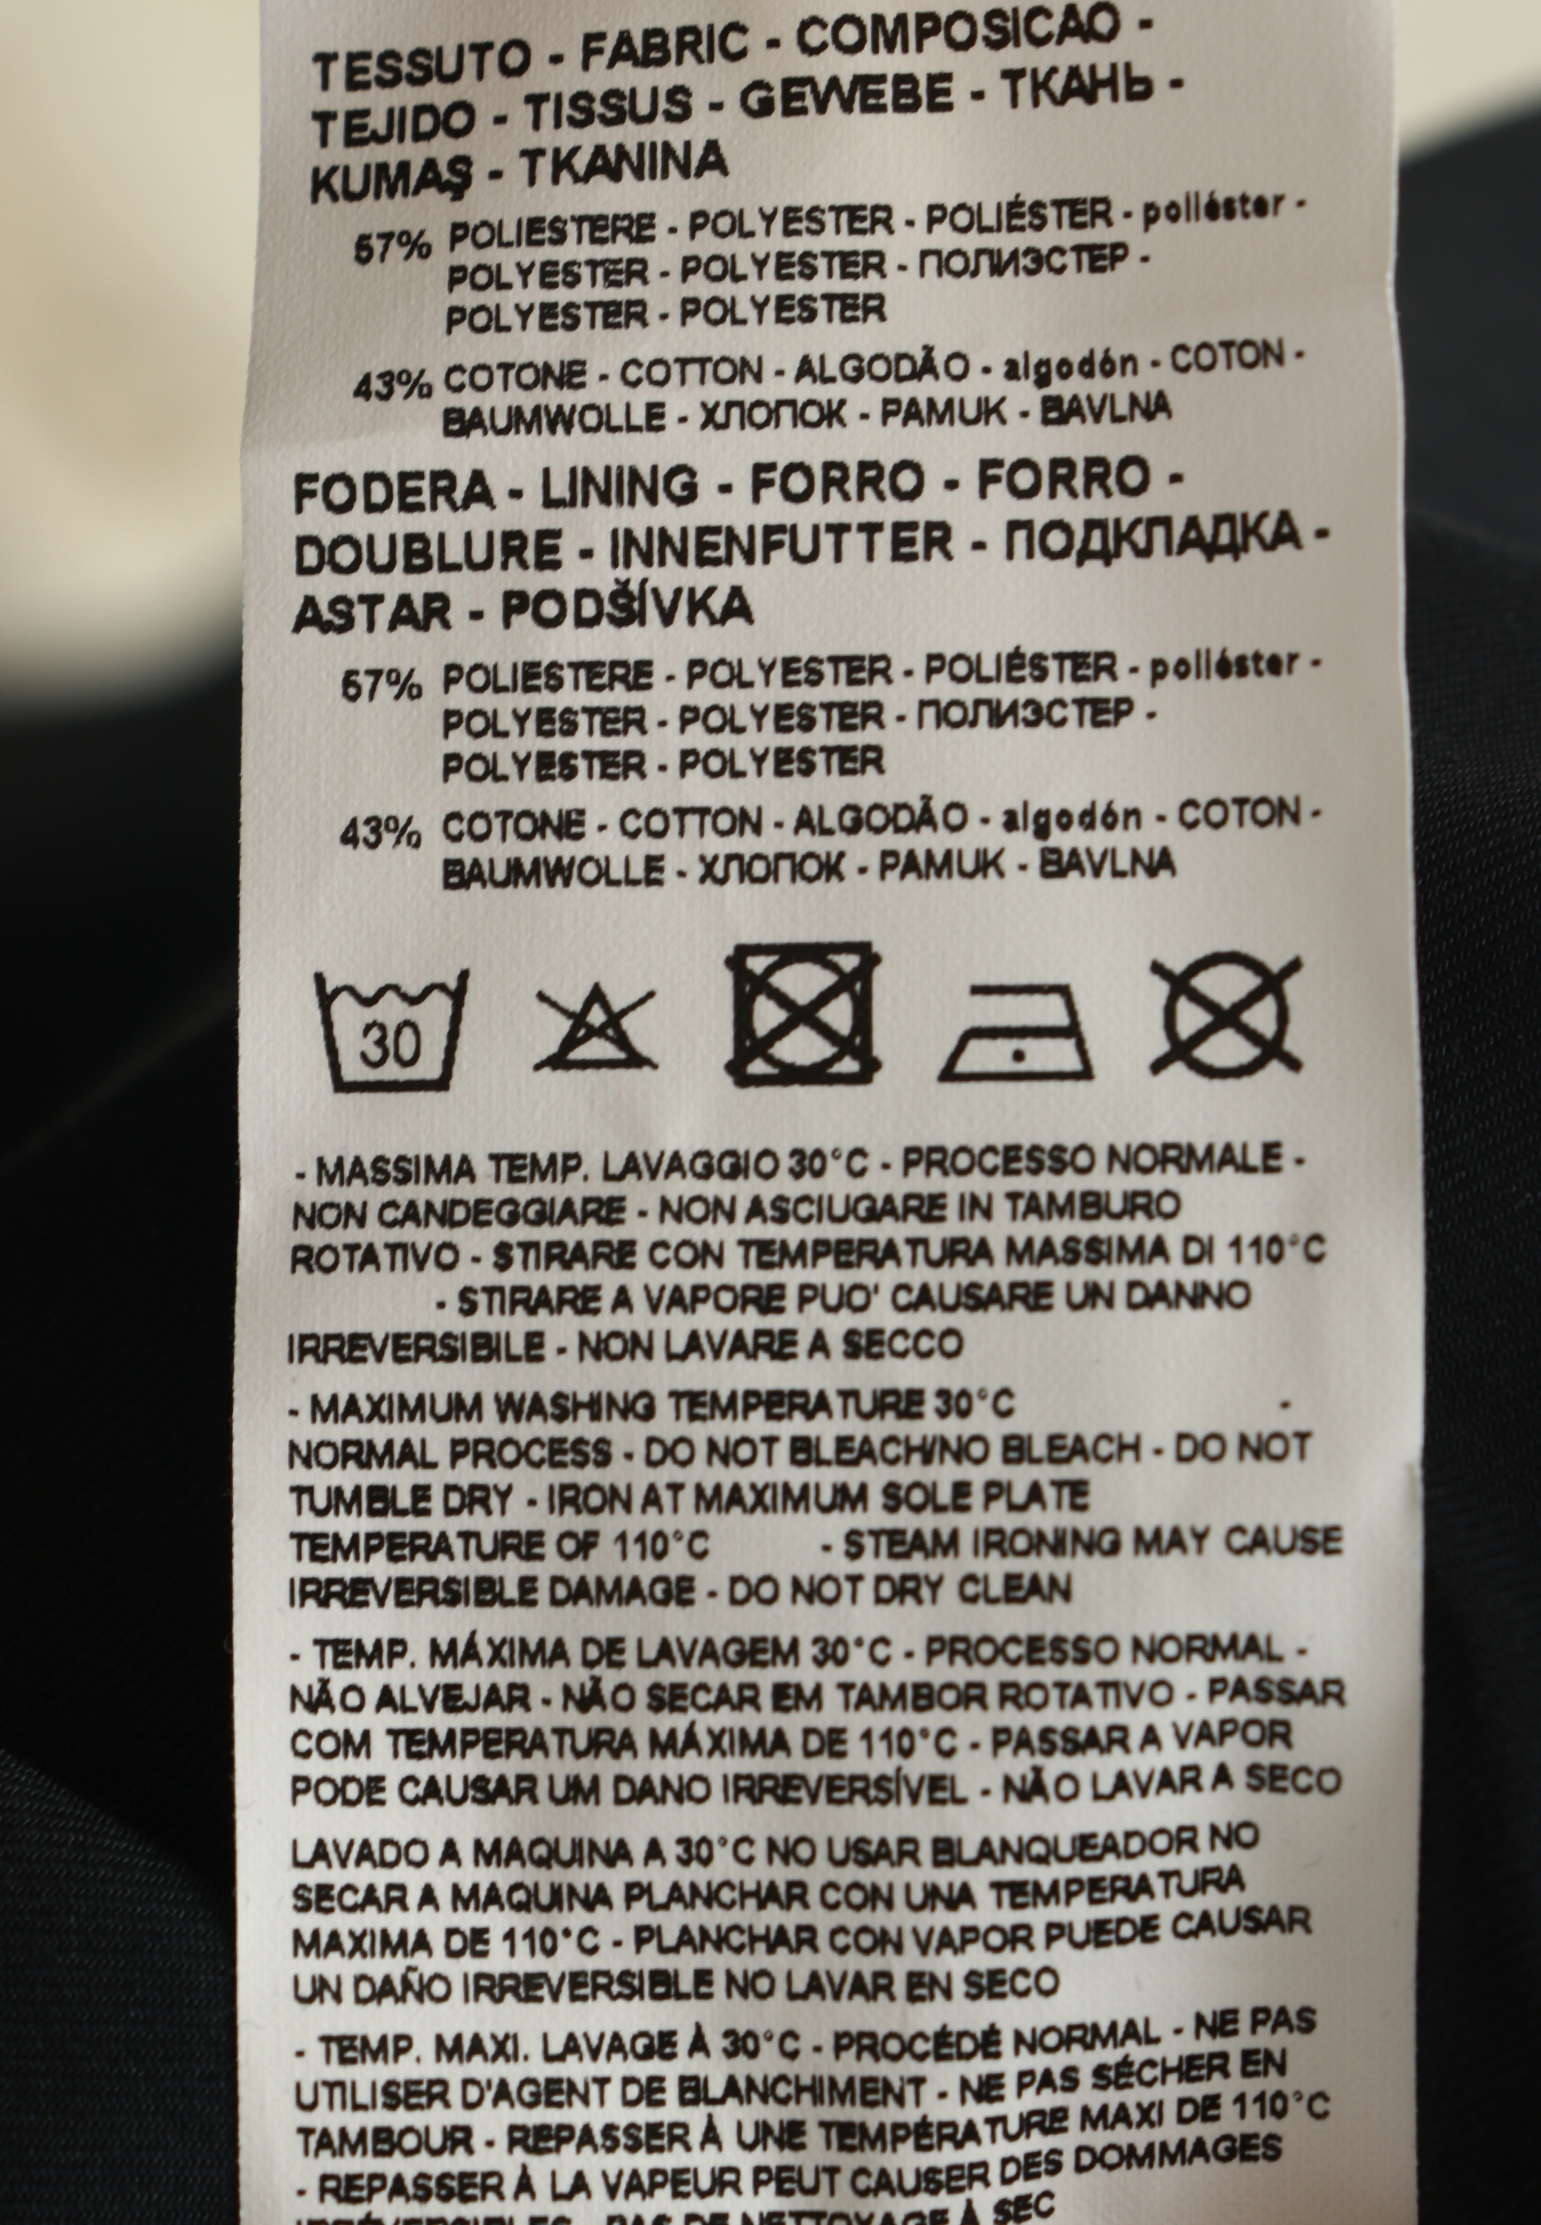 TESSUTO - FABRIC - COMPOSICAO -
TEJIDO - TISSUS - GEWEBE - ТКАНЬ -
KUMAŞ - TKANINA
57% POLIESTERE - POLYESTER - POLIÉSTER - poliéster -
POLYESTER - POLYESTER - ПОЛИЭСТЕР -
POLYESTER - POLYESTER
43% COTONE - COTTON - ALGODÃO - algodón - COTON -
BAUMWOLLE - ХЛОПОК - PAMUK - BAVLNA
FODERA - LINING - FORRO - FORRO -
DOUBLURE - INNENFUTTER - ПОДКЛАДКА -
ASTAR - PODŠÍVKA
57% POLIESTERE - POLYESTER - POLIÉSTER - poliéster -
POLYESTER - POLYESTER - ПОЛИЭСТЕР -
POLYESTER - POLYESTER
43% COTONE - COTTON - ALGODÃO - algodón - COTON -
BAUMWOLLE - ХЛОПОК - PAMUK - BAVLNA
30
- MASSIMA TEMP. LAVAGGIO 30°C - PROCESSO NORMALE -
NON CANDEGGIARE - NON ASCIUGARE IN TAMBURO
ROTATIVO - STIRARE CON TEMPERATURA MASSIMA DI 110°C
- STIRARE A VAPORE PUO' CAUSARE UN DANNO
IRREVERSIBILE - NON LAVARE A SECCO
- MAXIMUM WASHING TEMPERATURE 30°C -
NORMAL PROCESS - DO NOT BLEACH/NO BLEACH - DO NOT
TUMBLE DRY - IRON AT MAXIMUM SOLE PLATE
TEMPERATURE OF 110°C - STEAM IRONING MAY CAUSE
IRREVERSIBLE DAMAGE - DO NOT DRY CLEAN
- TEMP. MÁXIMA DE LAVAGEM 30°C - PROCESSO NORMAL -
NÃO ALVEJAR - NÃO SECAR EM TAMBOR ROTATIVO - PASSAR
COM TEMPERATURA MÁXIMA DE 110°C - PASSAR A VAPOR
PODE CAUSAR UM DANO IRREVERSÍVEL - NÃO LAVAR A SECO
LAVADO A MAQUINA A 30°C NO USAR BLANQUEADOR NO
SECAR A MAQUINA PLANCHAR CON UNA TEMPERATURA
MAXIMA DE 110°C - PLANCHAR CON VAPOR PUEDE CAUSAR
UN DAÑO IRREVERSIBLE NO LAVAR EN SECO
- TEMP. MAXI. LAVAGE À 30°C - PROCÉDÉ NORMAL - NE PAS
UTILISER D'AGENT DE BLANCHIMENT - NE PAS SÉCHER EN
TAMBOUR - REPASSER À UNE TEMPÉRATURE MAXI DE 110°C
- REPASSER À LA VAPEUR PEUT CAUSER DES DOMMAGES
IRRÉVERSIBLES - PAS DE NETTOYAGE À SEC